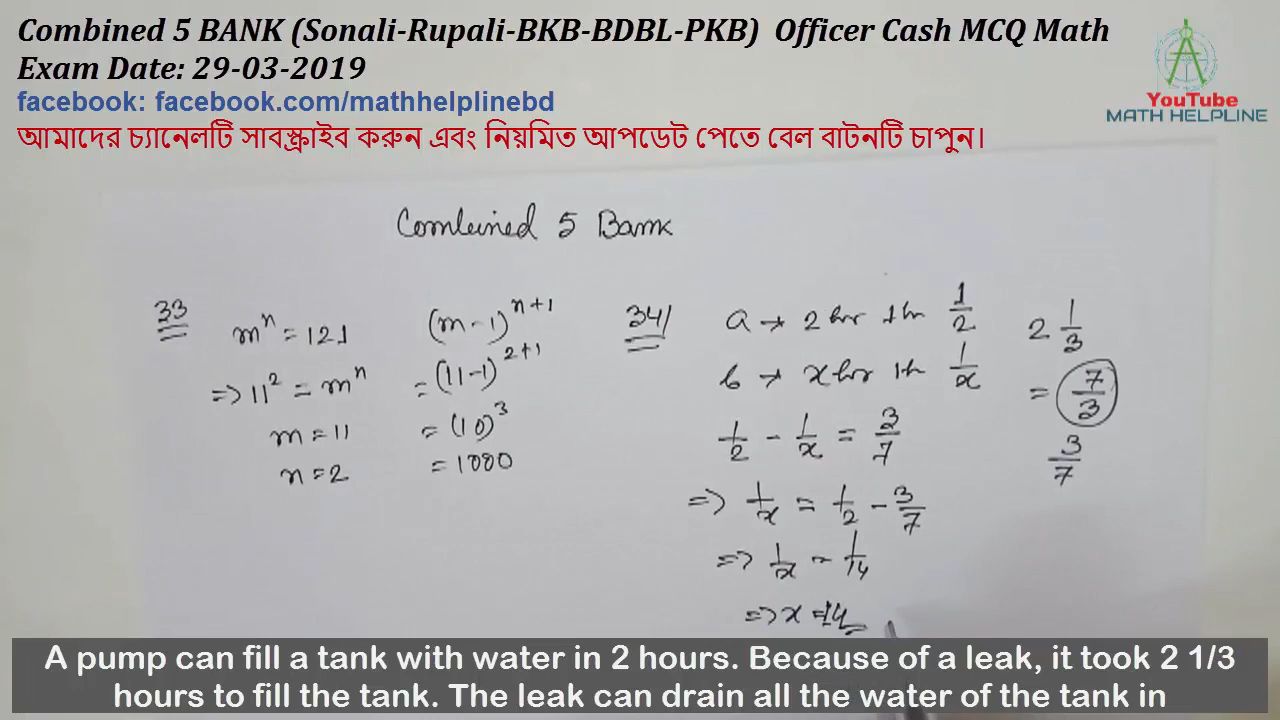 Combined 5 BANK (Sonali-Rupali-BKB-BDBL-PKB) Officer Cash MCQ Math
Exam Date: 29-03-2019
facebook: facebook.com/mathhelplinebd
আমাদের চ্যানেলটি সাবস্ক্রাইব করুন এবং নিয়মিত আপডেট পেতে বেল বাটনটি চাপুন।
YouTube
MATH HELPLINE
Combined 5 Bank
33
m^n = 121
=> 11^2 = m^n
m = 11
n = 2
(m-1)^{n+1}
= (11-1)^{2+1}
= (10)^3
= 1000
34/
a → 2 hr 1 hr 1/2
b → x hr 1h 1/x
1/2 - 1/x = 3/7
=> 1/x = 1/2 - 3/7
=> 1/x = 1/14
=> x = 14
2 1/3
= 7/3
3/7
A pump can fill a tank with water in 2 hours. Because of a leak, it took 2 1/3
hours to fill the tank. The leak can drain all the water of the tank in